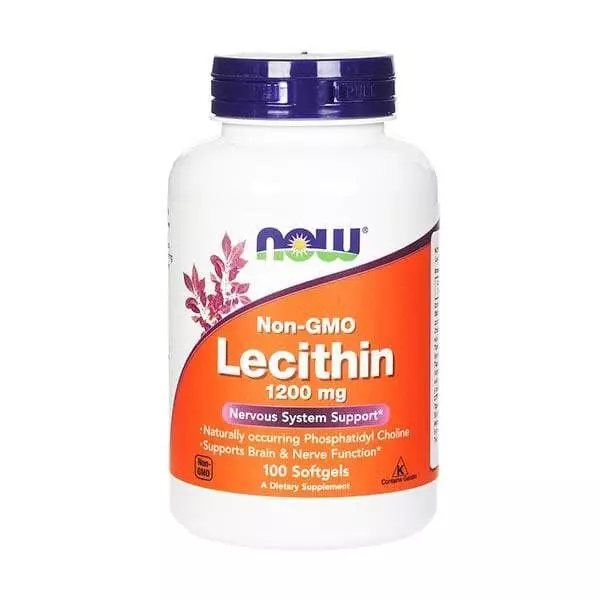 PULL
NOW®
Non-GMO
Lecithin
1200 mg
Nervous System Support*
•Naturally occurring Phosphatidyl Choline
•Supports Brain & Nerve Function*
100 Softgels
A Dietary Supplement
Non-
GMO
K
Contains Gelatin